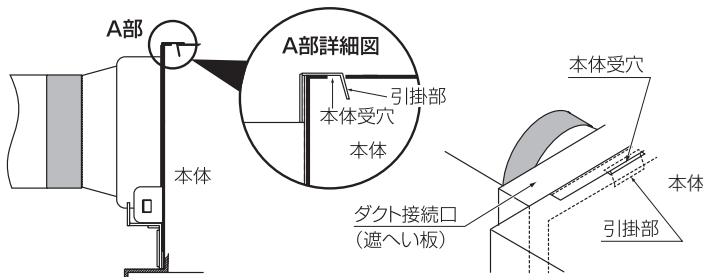 A部
A部詳細図
引掛部
本体受穴
本体
本体
本体受穴
本体
ダクト接続口
(遮へい板)
引掛部